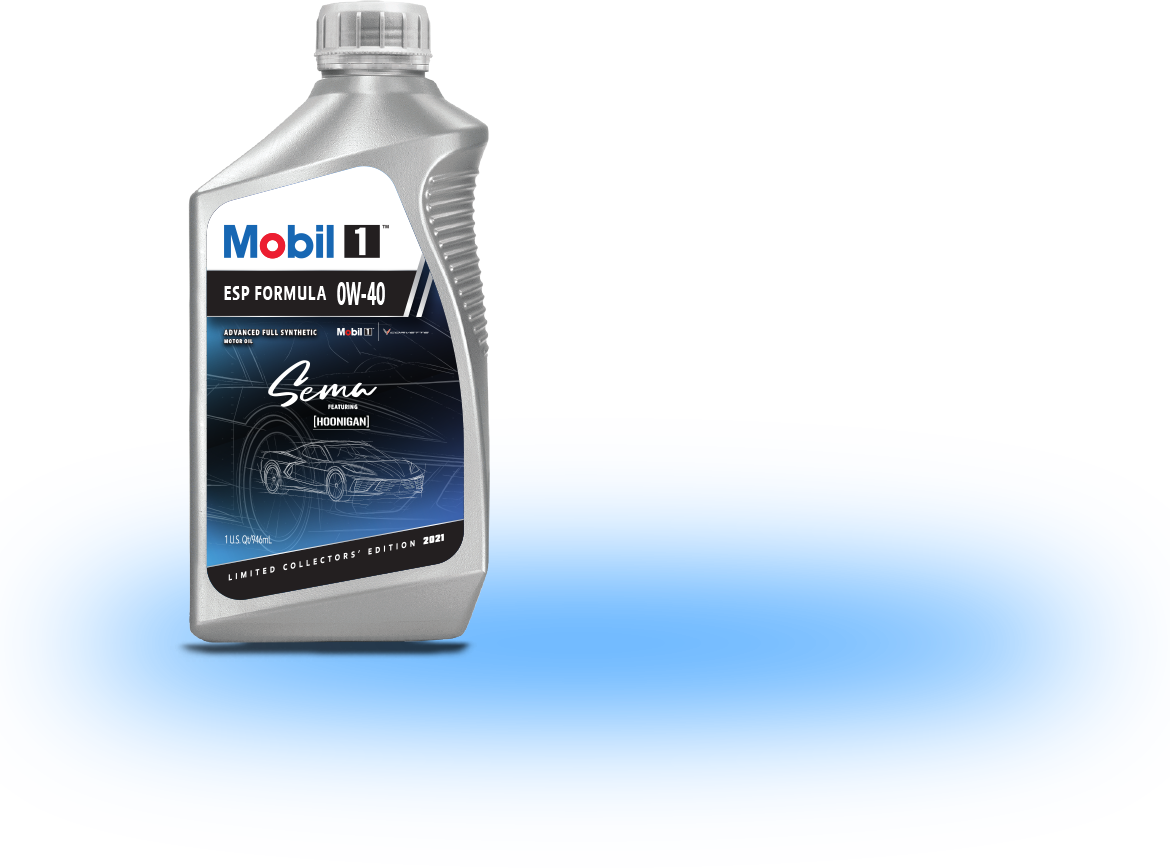 Mobil 1™
ESP FORMULA 0W-40
ADVANCED FULL SYNTHETIC
MOTOR OIL
Mobil 1 CORVETTE
Sema
FEATURING
[HOONIGAN]
1 U.S. Qt/946mL
LIMITED COLLECTORS' EDITION 2021